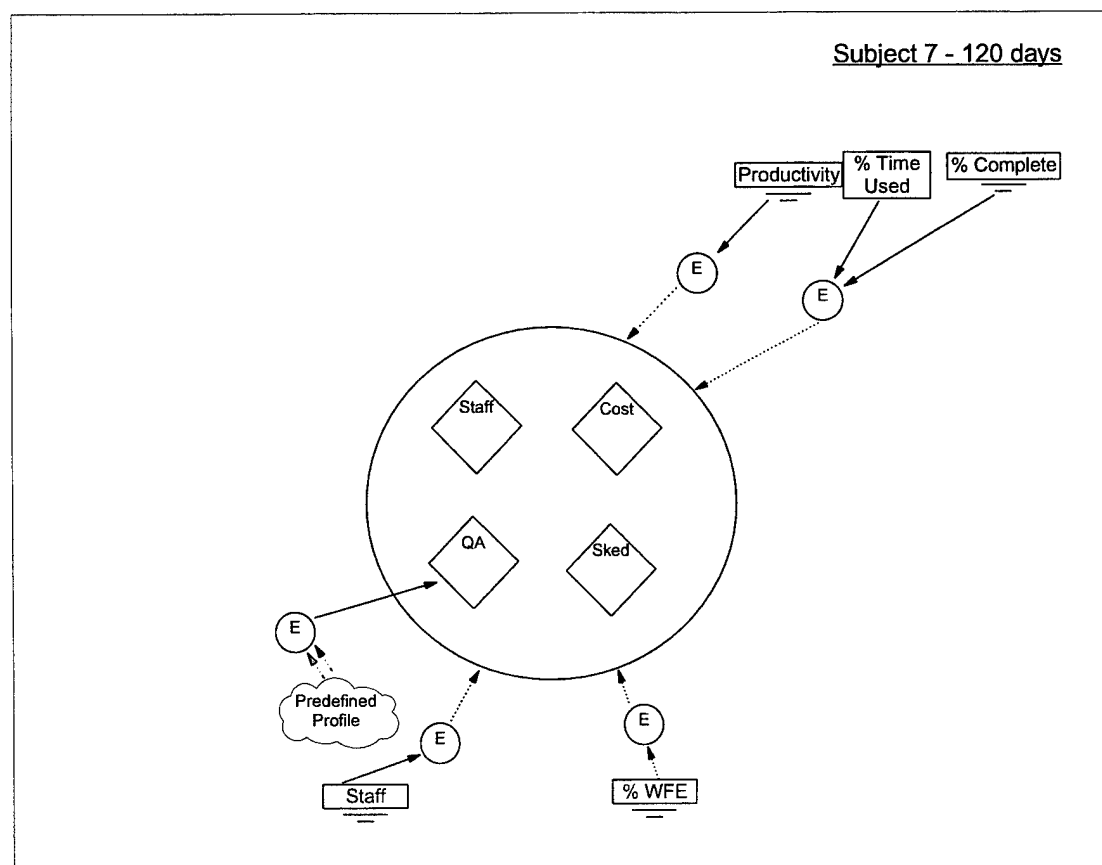 Subject 7 - 120 days
Productivity
% Time
Used
% Complete
E
E
Staff
Cost
QA
Sked
E
Predefined
Profile
E
E
Staff
% WFE